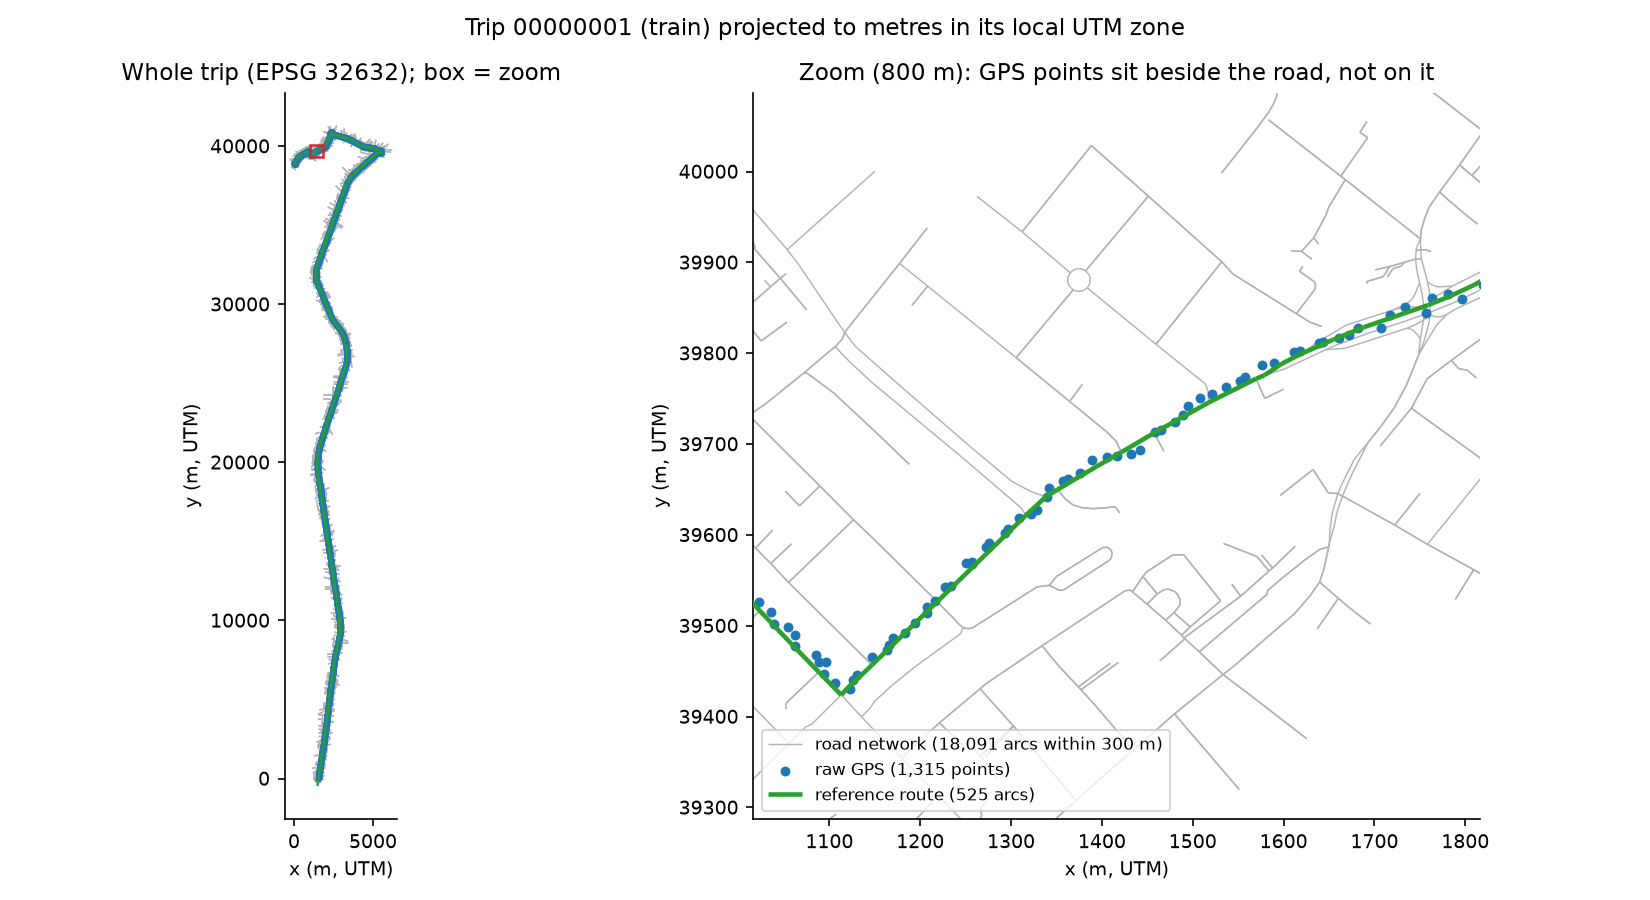 Trip 00000001 (train) projected to metres in its local UTM zone
Whole trip (EPSG 32632); box = zoom
40000
30000
20000
10000
0
y (m, UTM)
0 5000
x (m, UTM)
Zoom (800 m): GPS points sit beside the road, not on it
40000
39900
39800
39700
39600
39500
39400
39300
y (m, UTM)
road network (18,091 arcs within 300 m)
raw GPS (1,315 points)
reference route (525 arcs)
1100 1200 1300 1400 1500 1600 1700 1800
x (m, UTM)